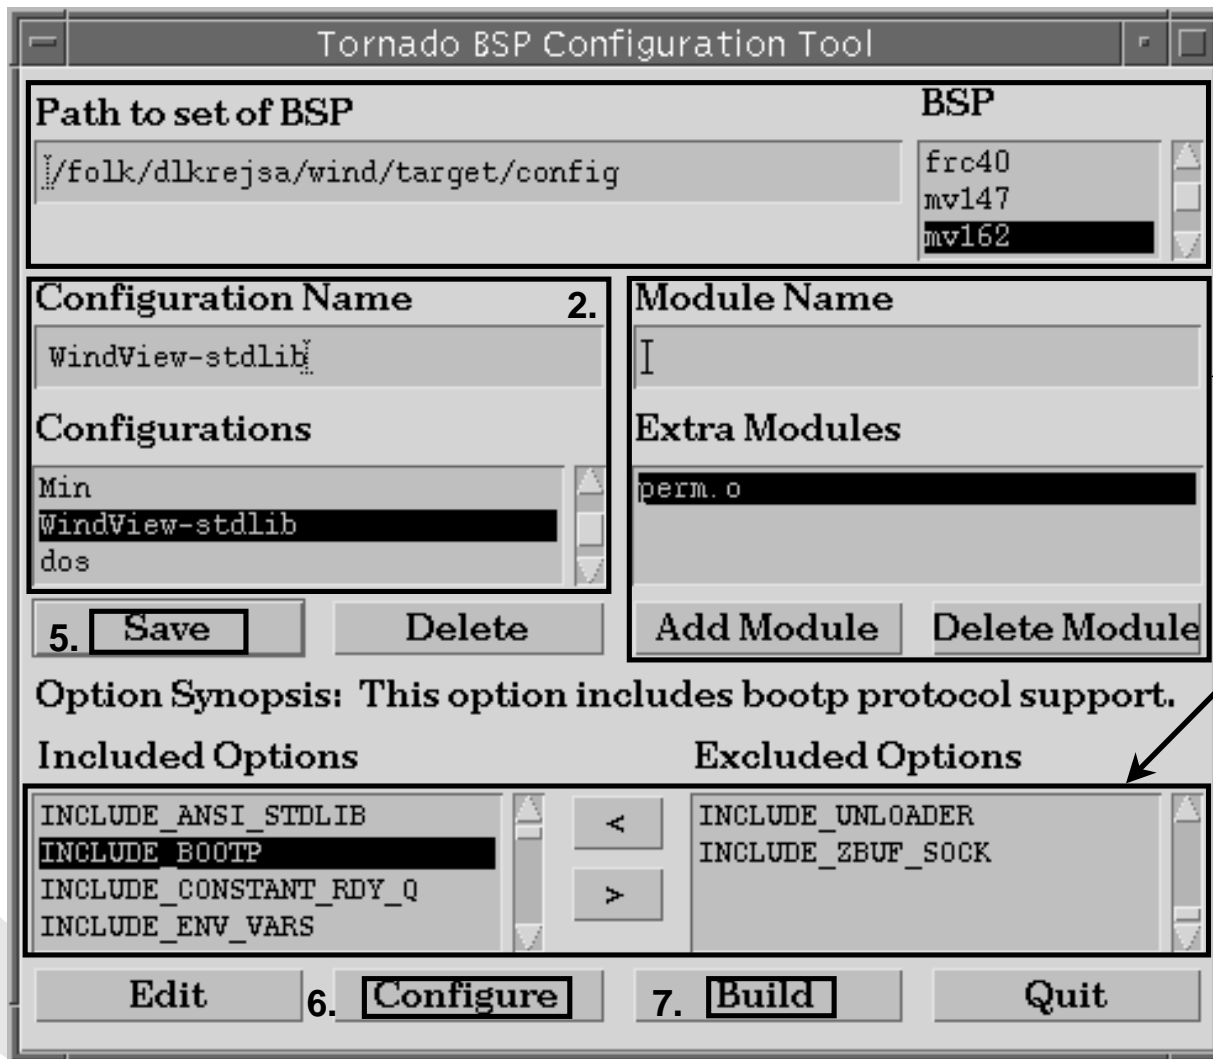 Tornado BSP Configuration Tool
Path to set of BSP
BSP
/folk/dlkrejsa/wind/target/config
frc40
mv147
mv162
Configuration Name
2.
Module Name
WindView-stdlib
Configurations
Extra Modules
Min
WindView-stdlib
dos
perm.o
5.
Save
Delete
Add Module
Delete Module
Option Synopsis: This option includes bootp protocol support.
Included Options
Excluded Options
INCLUDE_ANSI_STDLIB
INCLUDE_BOOTP
INCLUDE_CONSTANT_RDY_Q
INCLUDE_ENV_VARS
<
>
INCLUDE_UNLOADER
INCLUDE_ZBUF_SOCK
Edit
6.
Configure
7.
Build
Quit